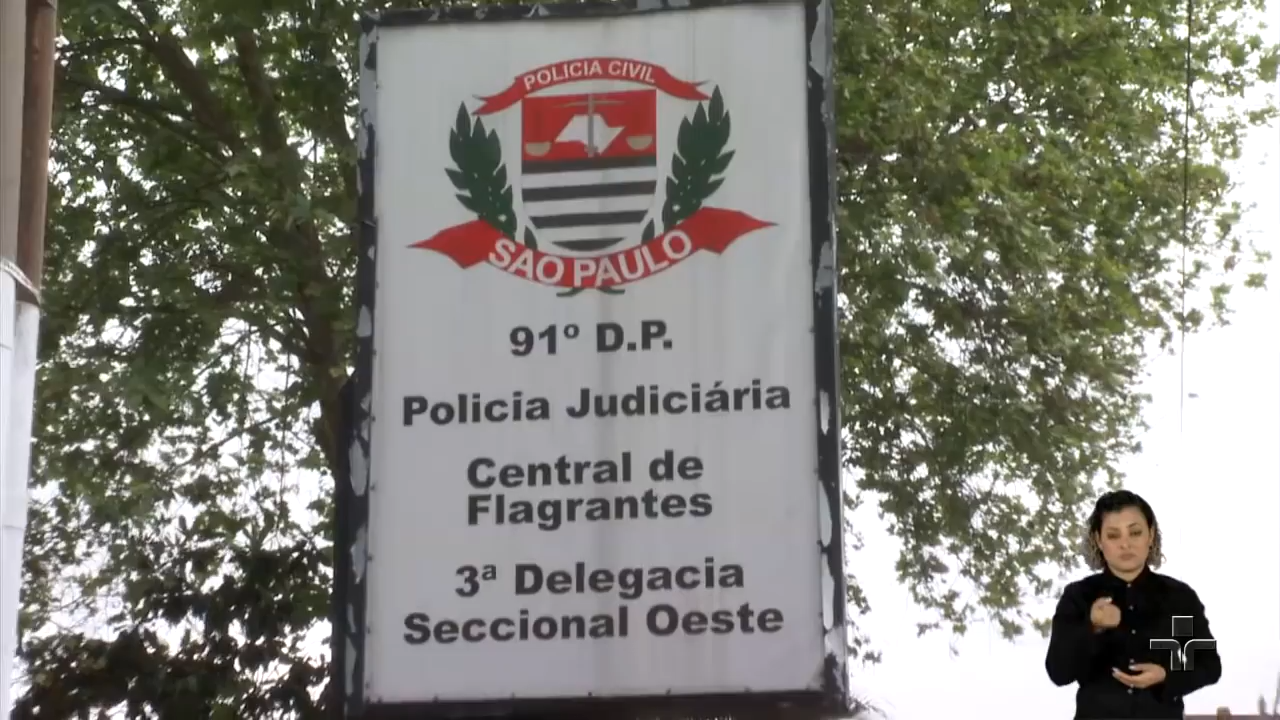 POLICIA CIVIL
SAO PAULO
91º D.P.
Policia Judiciária
Central de
Flagrantes
3ª Delegacia
Seccional Oeste